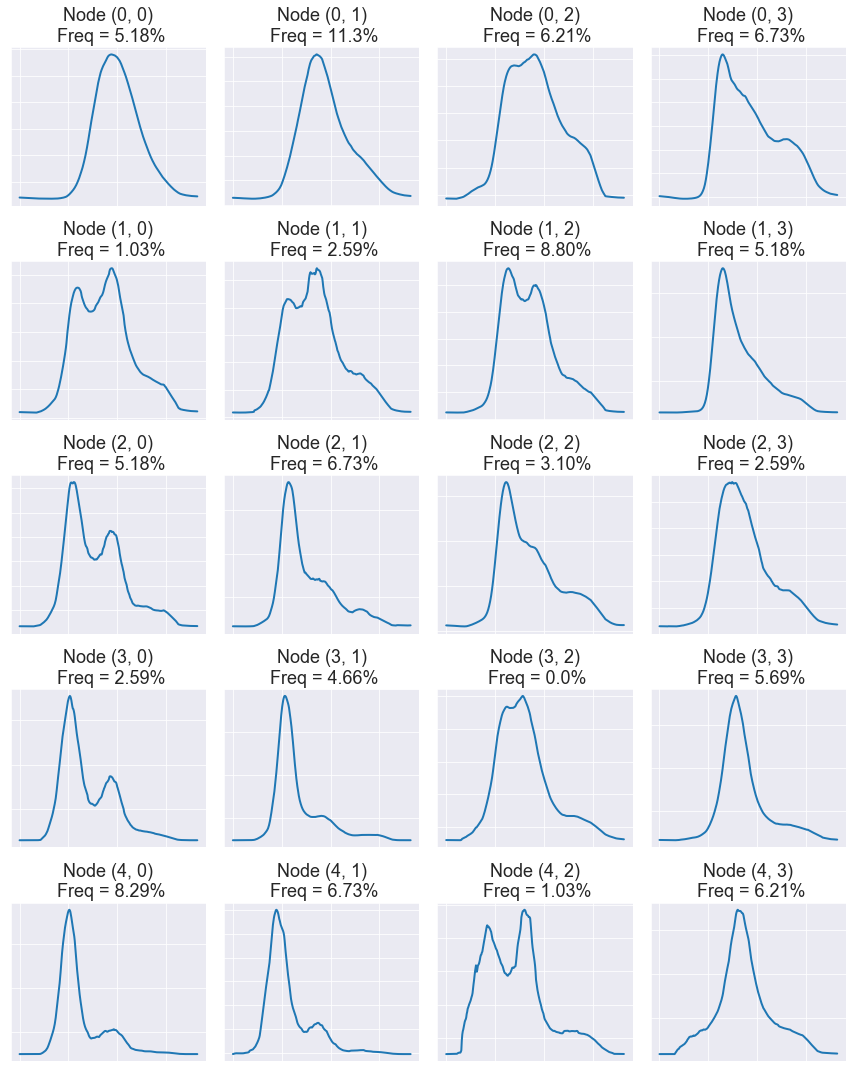 Node (0, 0)
Freq = 5.18%
Node (0, 1)
Freq = 11.3%
Node (0, 2)
Freq = 6.21%
Node (0, 3)
Freq = 6.73%
Node (1, 0)
Freq = 1.03%
Node (1, 1)
Freq = 2.59%
Node (1, 2)
Freq = 8.80%
Node (1, 3)
Freq = 5.18%
Node (2, 0)
Freq = 5.18%
Node (2, 1)
Freq = 6.73%
Node (2, 2)
Freq = 3.10%
Node (2, 3)
Freq = 2.59%
Node (3, 0)
Freq = 2.59%
Node (3, 1)
Freq = 4.66%
Node (3, 2)
Freq = 0.0%
Node (3, 3)
Freq = 5.69%
Node (4, 0)
Freq = 8.29%
Node (4, 1)
Freq = 6.73%
Node (4, 2)
Freq = 1.03%
Node (4, 3)
Freq = 6.21%